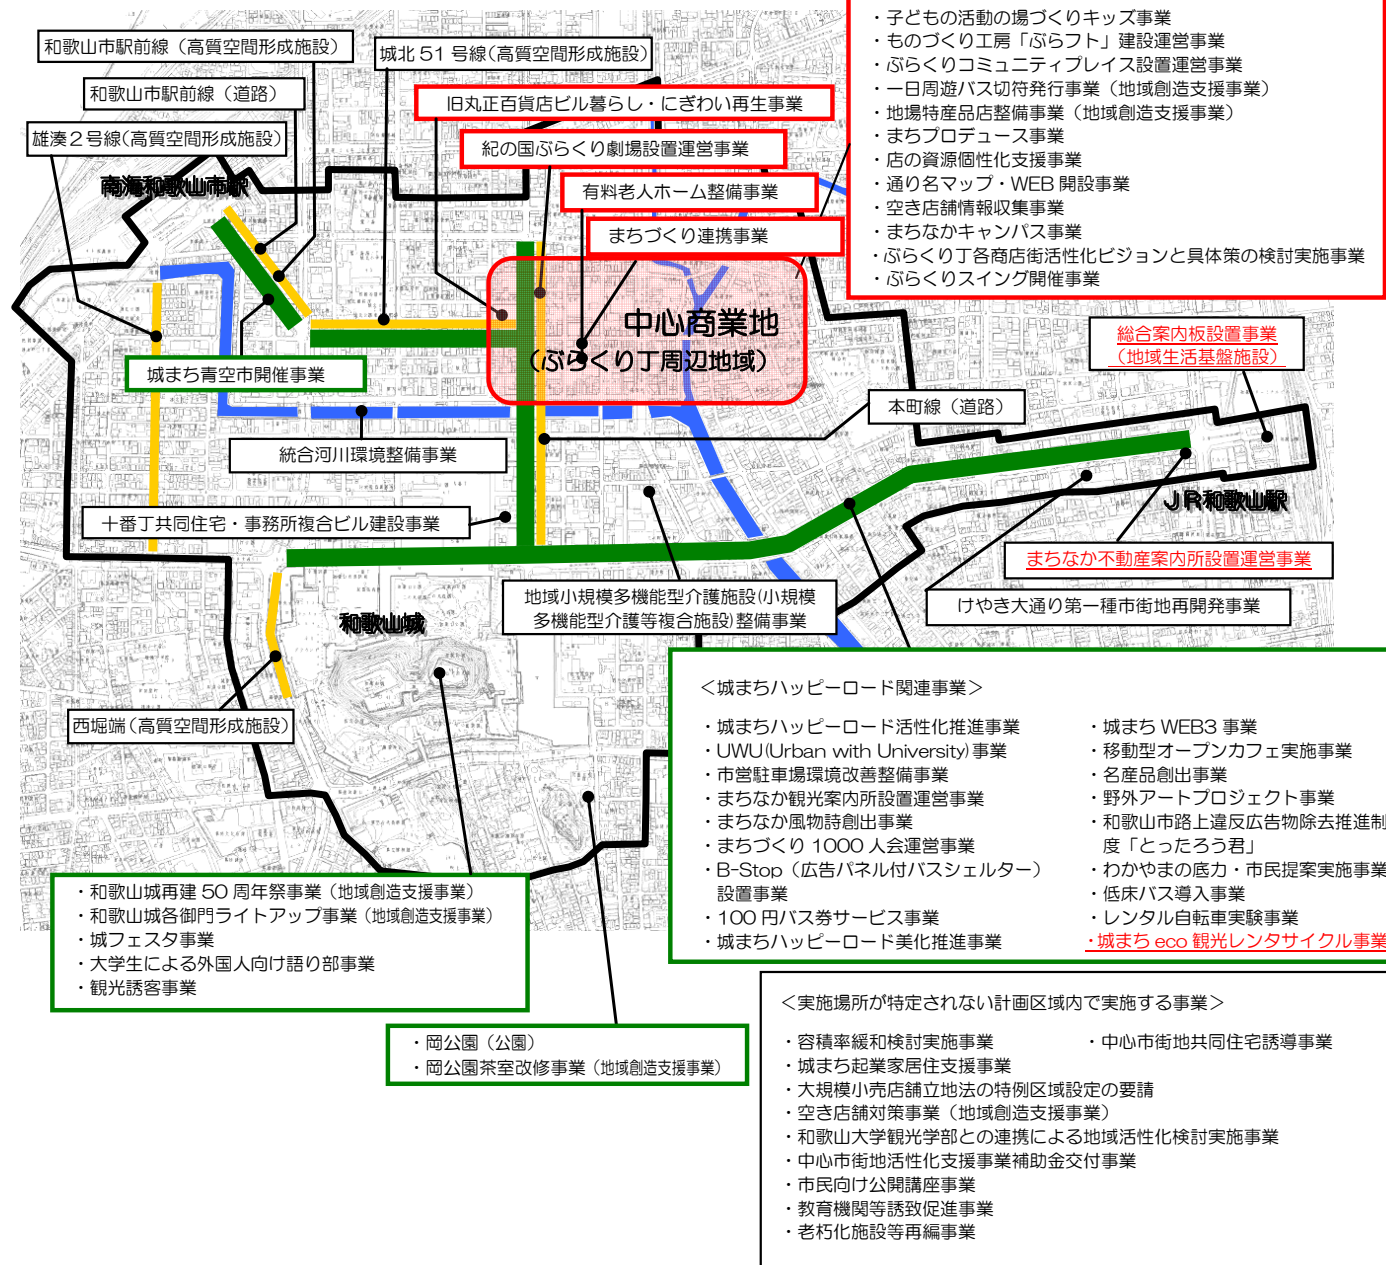 ・子どもの活動の場づくりキッズ事業
・ものづくり工房「ぶらフト」建設運営事業
・ぶらくりコミュニティプレイス設置運営事業
・一日周遊バス切符発行事業（地域創造支援事業）
・地場特産品店整備事業（地域創造支援事業）
・まちプロデュース事業
・店の資源個性化支援事業
・通り名マップ・WEB 開設事業
・空き店舗情報収集事業
・まちなかキャンパス事業
・ぶらくり丁各商店街活性化ビジョンと具体策の検討実施事業
・ぶらくりスイング開催事業
和歌山市駅前線（高質空間形成施設）
城北 51 号線(高質空間形成施設)
和歌山市駅前線（道路）
旧丸正百貨店ビル暮らし・にぎわい再生事業
雄湊２号線(高質空間形成施設)
紀の国ぶらくり劇場設置運営事業
南海和歌山市駅
有料老人ホーム整備事業
まちづくり連携事業
中心商業地
（ぶらくり丁周辺地域）
総合案内板設置事業
（地域生活基盤施設）
城まち青空市開催事業
本町線（道路）
統合河川環境整備事業
ＪＲ和歌山駅
十番丁共同住宅・事務所複合ビル建設事業
まちなか不動産案内所設置運営事業
地域小規模多機能型介護施設(小規模
多機能型介護等複合施設)整備事業
けやき大通り第一種市街地再開発事業
和歌山城
西堀端(高質空間形成施設)
＜城まちハッピーロード関連事業＞
・城まちハッピーロード活性化推進事業
・UWU(Urban with University)事業
・市営駐車場環境改善整備事業
・まちなか観光案内所設置運営事業
・まちなか風物詩創出事業
・まちづくり 1000 人会運営事業
・B-Stop（広告パネル付バスシェルター）
設置事業
・100 円バス券サービス事業
・城まちハッピーロード美化推進事業
・城まち WEB3 事業
・移動型オープンカフェ実施事業
・名産品創出事業
・野外アートプロジェクト事業
・和歌山市路上違反広告物除去推進制
度「とったろう君」
・わかやまの底力・市民提案実施事業
・低床バス導入事業
・レンタル自転車実験事業
・城まち eco 観光レンタサイクル事業
・和歌山城再建 50 周年祭事業（地域創造支援事業）
・和歌山城各御門ライトアップ事業（地域創造支援事業）
・城フェスタ事業
・大学生による外国人向け語り部事業
・観光誘客事業
・岡公園（公園）
・岡公園茶室改修事業（地域創造支援事業）
＜実施場所が特定されない計画区域内で実施する事業＞
・容積率緩和検討実施事業
・城まち起業家居住支援事業
・大規模小売店舗立地法の特例区域設定の要請
・空き店舗対策事業（地域創造支援事業）
・和歌山大学観光学部との連携による地域活性化検討実施事業
・中心市街地活性化支援事業補助金交付事業
・市民向け公開講座事業
・教育機関等誘致促進事業
・老朽化施設等再編事業
・中心市街地共同住宅誘導事業